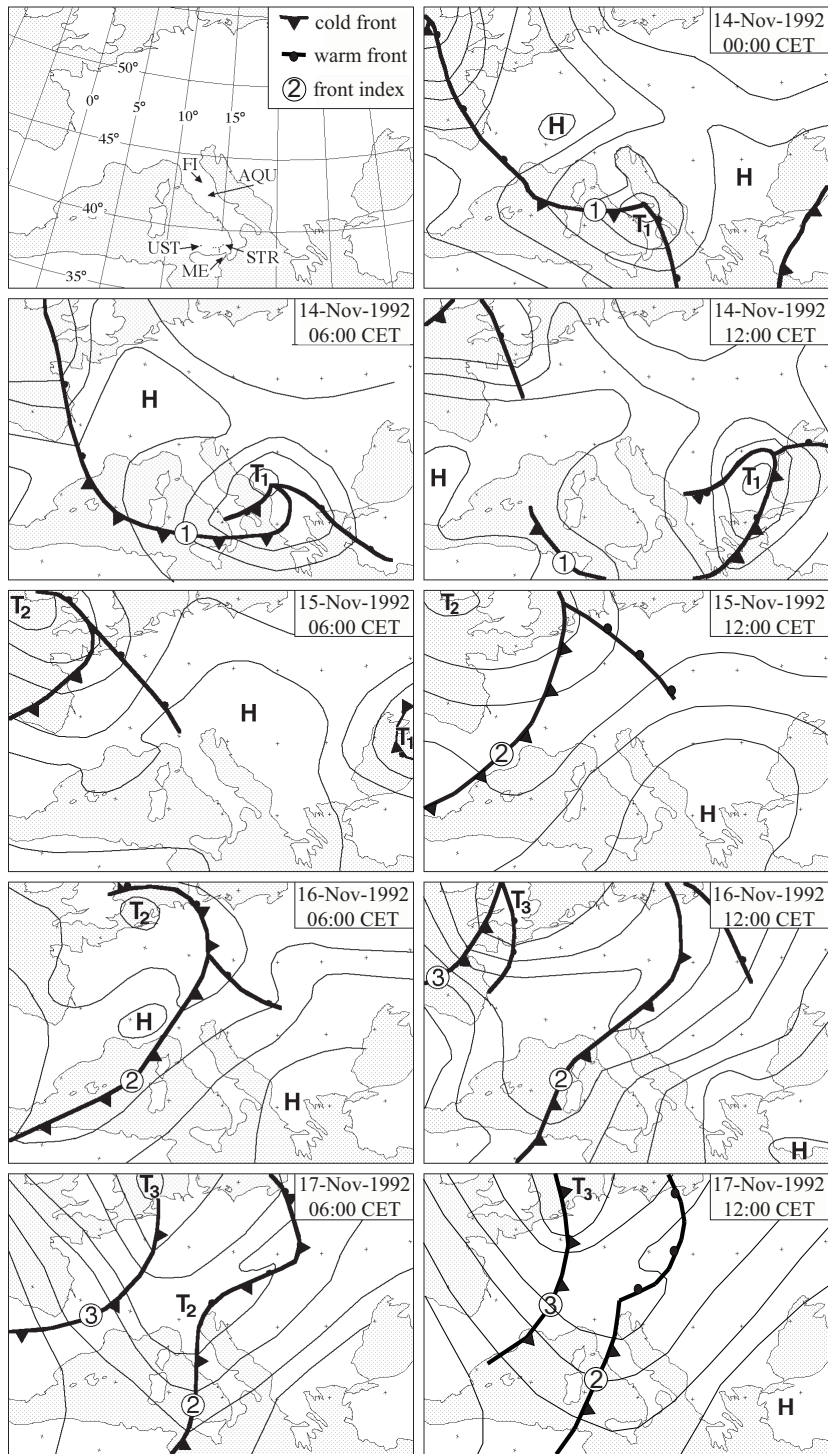 cold front
warm front
② front index
50°
0°
5°
10°
15°
45°
40°
35°
FI
AQU
UST
STR
ME
14-Nov-1992
00:00 CET
H
H
1
T1
14-Nov-1992
06:00 CET
H
T1
1
14-Nov-1992
12:00 CET
H
T1
1
15-Nov-1992
06:00 CET
T2
H
T1
15-Nov-1992
12:00 CET
T2
2
H
16-Nov-1992
06:00 CET
T2
H
2
H
16-Nov-1992
12:00 CET
T3
3
2
H
17-Nov-1992
06:00 CET
T3
3
T2
2
17-Nov-1992
12:00 CET
T3
3
2
H